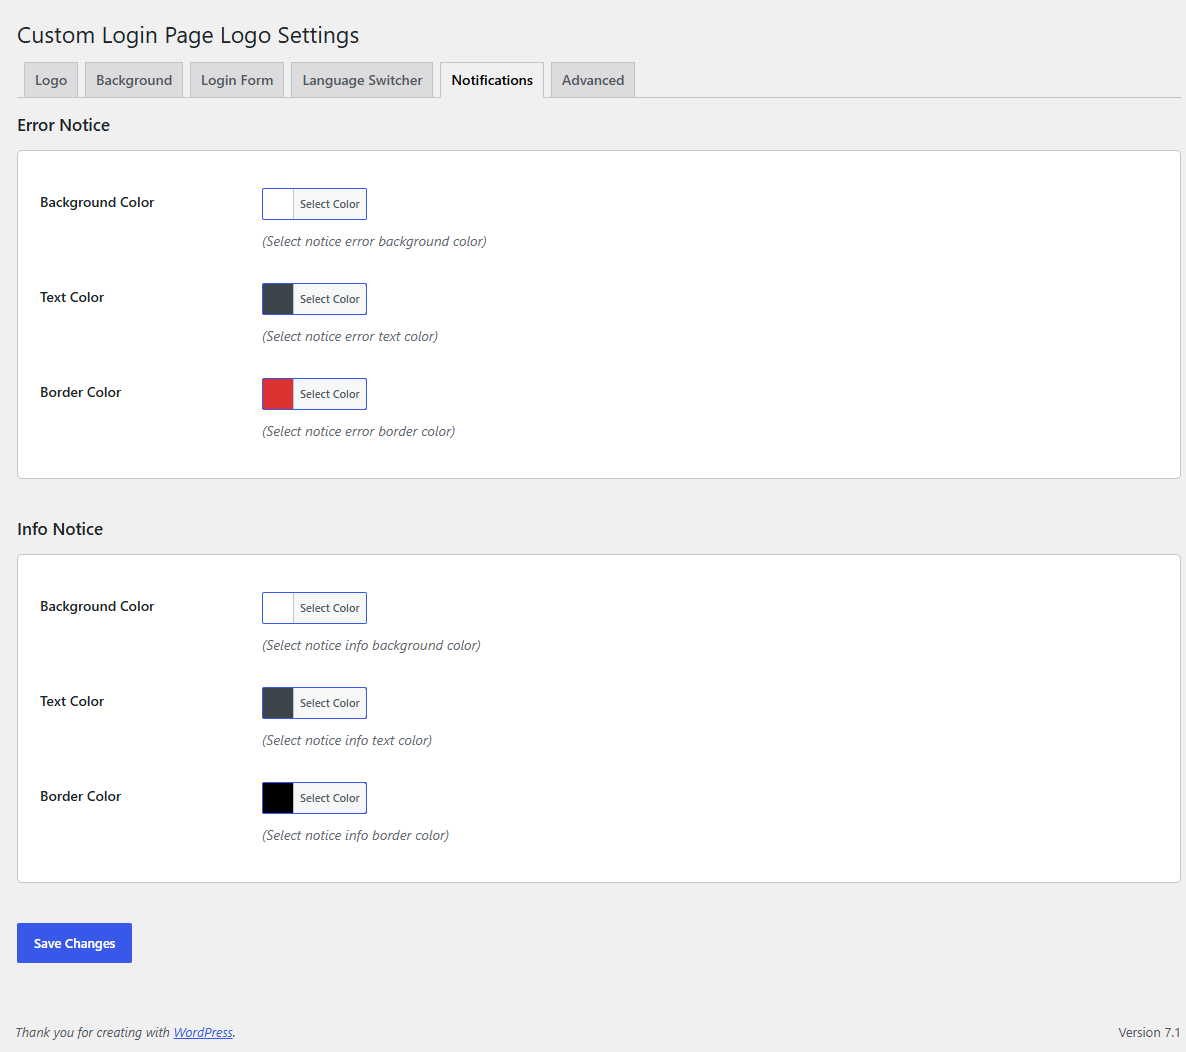 Custom Login Page Logo Settings
Logo Background Login Form Language Switcher Notifications Advanced
Error Notice
Background Color Select Color
(Select notice error background color)
Text Color Select Color
(Select notice error text color)
Border Color Select Color
(Select notice error border color)
Info Notice
Background Color Select Color
(Select notice info background color)
Text Color Select Color
(Select notice info text color)
Border Color Select Color
(Select notice info border color)
Save Changes
Thank you for creating with WordPress. Version 7.1